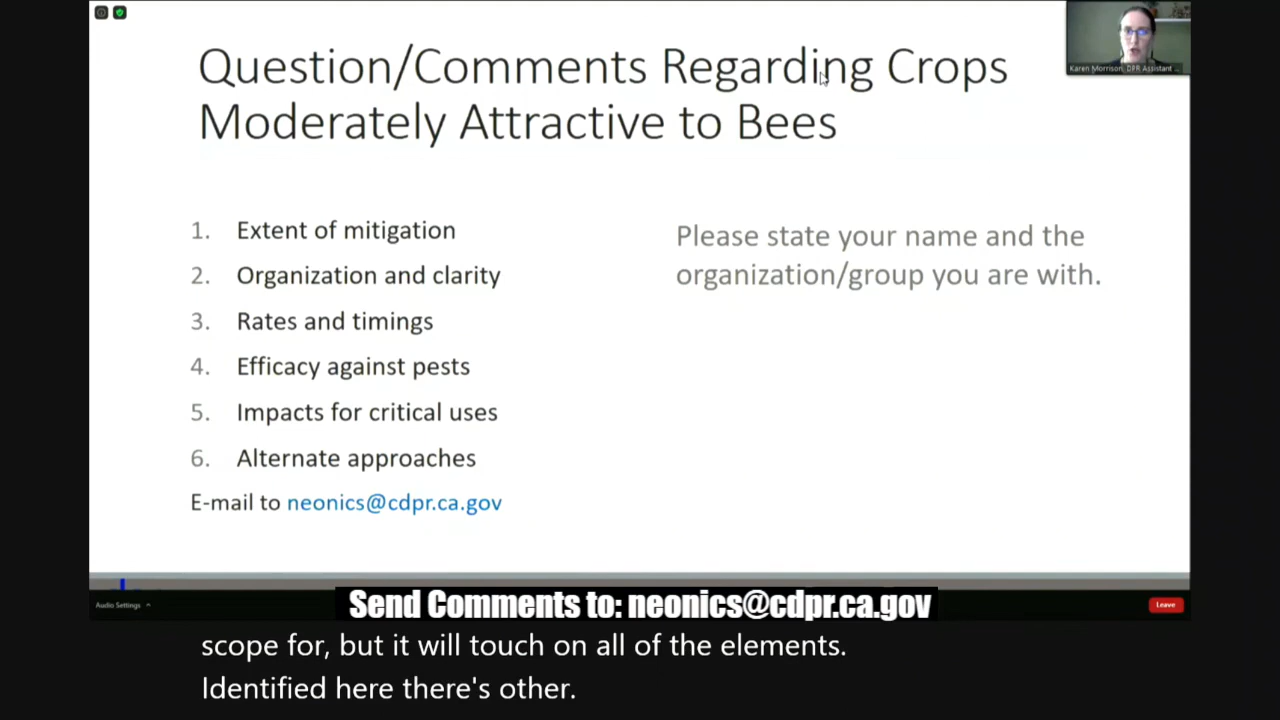 Question/Comments Regarding Crops
Moderately Attractive to Bees
Karen Morrison, DPR Assistant ...
1. Extent of mitigation
2. Organization and clarity
3. Rates and timings
4. Efficacy against pests
5. Impacts for critical uses
6. Alternate approaches
E-mail to neonics@cdpr.ca.gov
Please state your name and the
organization/group you are with.
Audio Settings
Leave
Send Comments to: neonics@cdpr.ca.gov
scope for, but it will touch on all of the elements.
Identified here there's other.